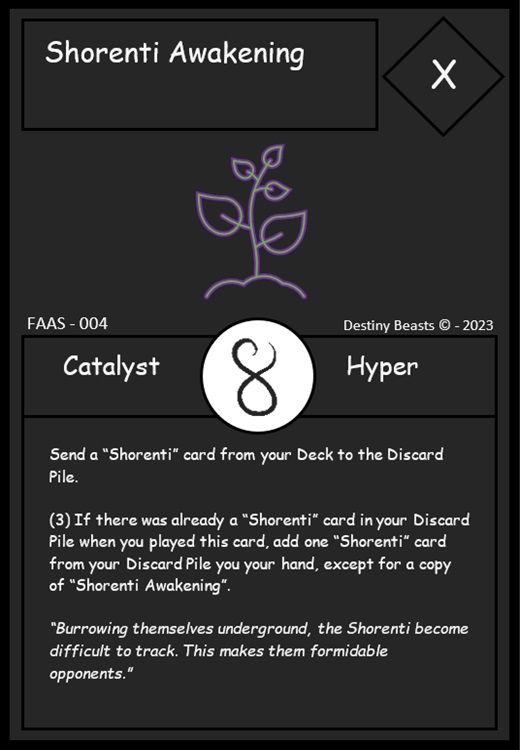 Shorenti Awakening
X
FAAS - 004
Destiny Beasts © - 2023
Catalyst
Hyper
Send a “Shorenti” card from your Deck to the Discard
Pile.
(3) If there was already a “Shorenti” card in your Discard
Pile when you played this card, add one “Shorenti” card
from your Discard Pile you your hand, except for a copy
of “Shorenti Awakening”.
“Burrowing themselves underground, the Shorenti become
difficult to track. This makes them formidable
opponents.”